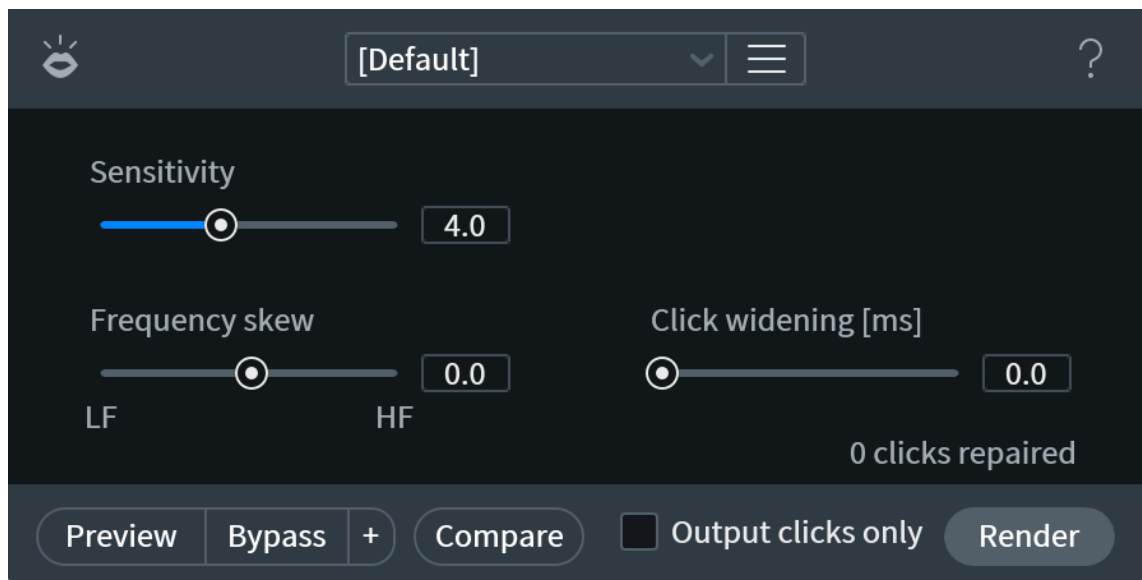 [Default] ?
Sensitivity
4.0
Frequency skew
0.0
LF HF
Click widening [ms]
0.0
0 clicks repaired
Preview Bypass + Compare Output clicks only Render